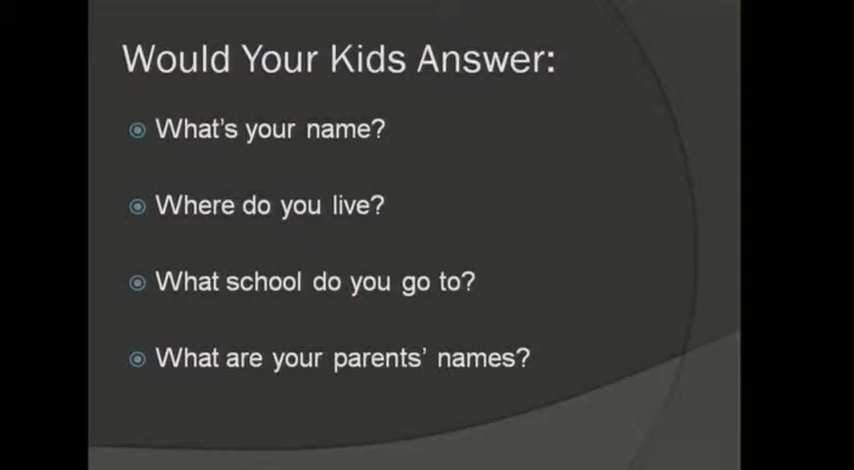 Would Your Kids Answer:
What's your name?
Where do you live?
What school do you go to?
What are your parents' names?